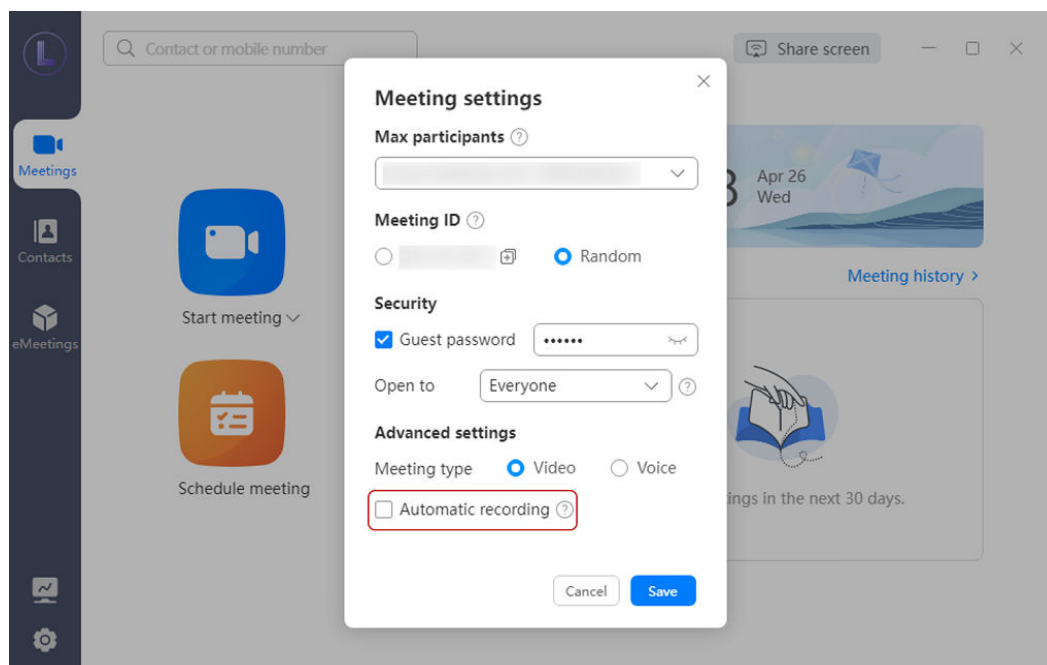 L
Contact or mobile number
Share screen
Meetings
Contacts
eMeetings
Start meeting
Schedule meeting
Apr 26
Wed
Meeting history >
ings in the next 30 days.
Meeting settings
Max participants ?
Meeting ID ?
Random
Security
Guest password ••••••
Open to Everyone ?
Advanced settings
Meeting type Video Voice
Automatic recording ?
Cancel Save